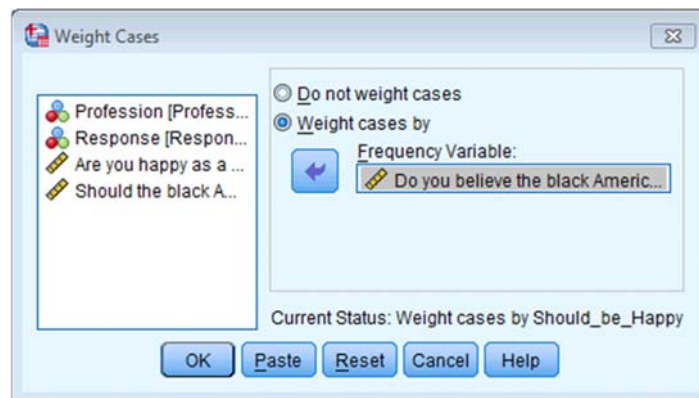 Weight Cases
Profession [Profess...
Response [Respon...
Are you happy as a ...
Should the black A...
Do not weight cases
Weight cases by
Frequency Variable:
Do you believe the black Americ...
Current Status: Weight cases by Should_be_Happy
OK Paste Reset Cancel Help